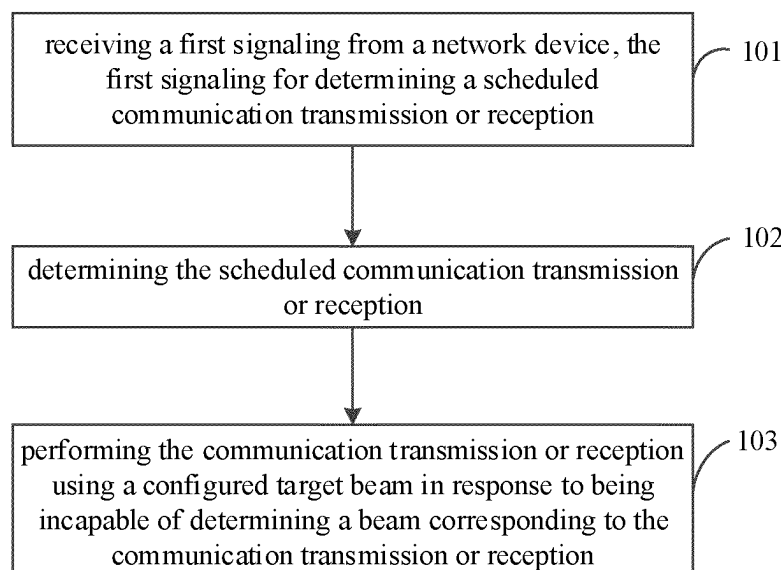 receiving a first signaling from a network device, the
first signaling for determining a scheduled
communication transmission or reception
101
determining the scheduled communication transmission
or reception
102
performing the communication transmission or reception
using a configured target beam in response to being
incapable of determining a beam corresponding to the
communication transmission or reception
103